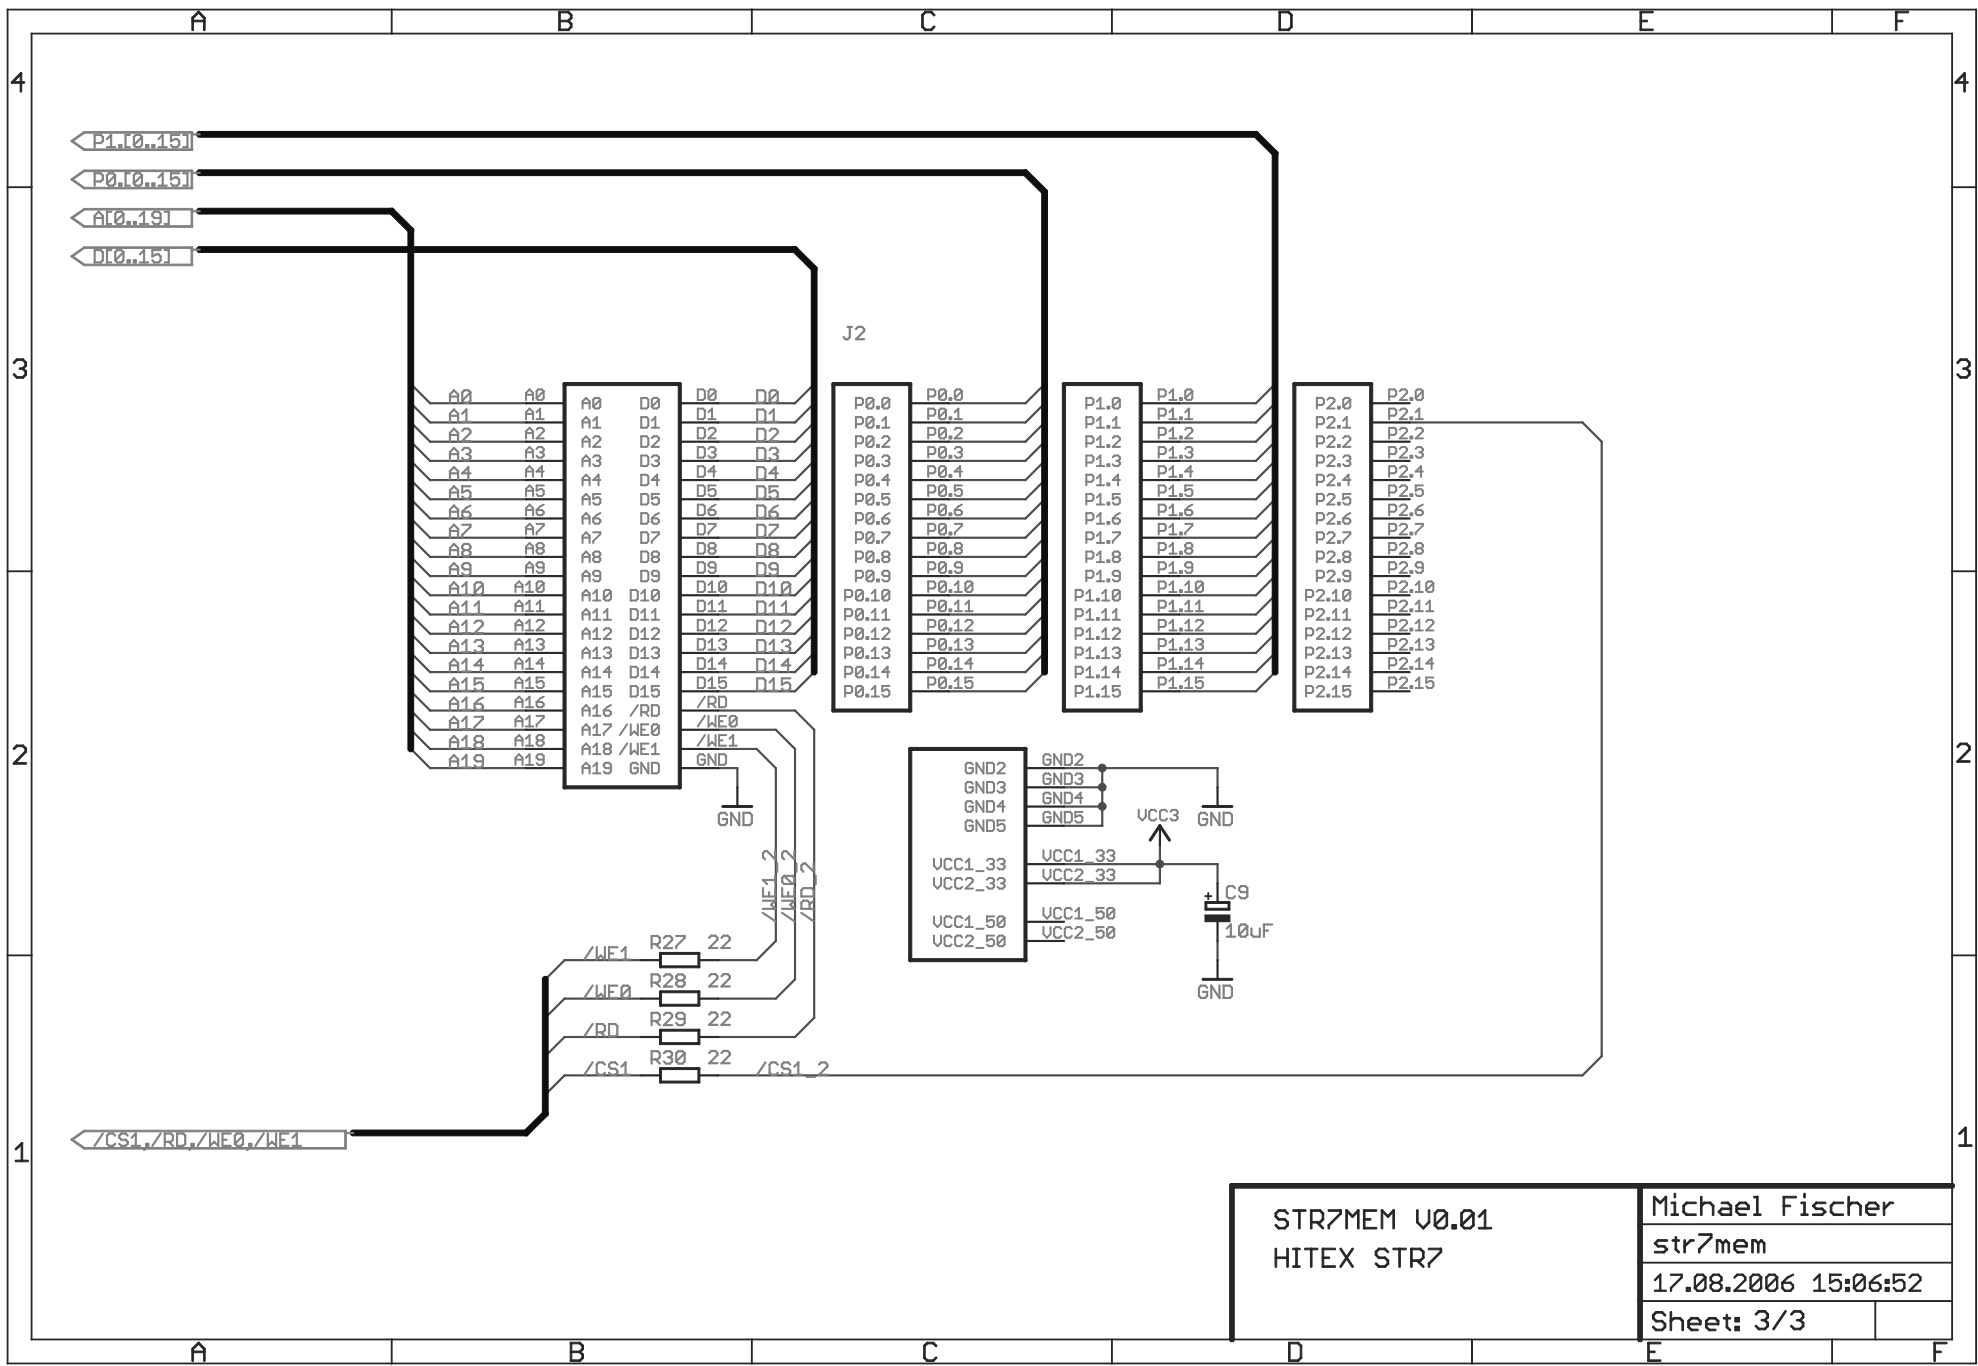 A B C D E F
4 4
P1.[0..15]
P0.[0..15]
A[0..19]
D[0..15]
J2
3 3
A0 A0 A0 D0 D0 D0 P0.0 P0.0 P1.0 P1.0 P2.0 P2.0
A1 A1 A1 D1 D1 D1 P0.1 P0.1 P1.1 P1.1 P2.1 P2.1
A2 A2 A2 D2 D2 D2 P0.2 P0.2 P1.2 P1.2 P2.2 P2.2
A3 A3 A3 D3 D3 D3 P0.3 P0.3 P1.3 P1.3 P2.3 P2.3
A4 A4 A4 D4 D4 D4 P0.4 P0.4 P1.4 P1.4 P2.4 P2.4
A5 A5 A5 D5 D5 D5 P0.5 P0.5 P1.5 P1.5 P2.5 P2.5
A6 A6 A6 D6 D6 D6 P0.6 P0.6 P1.6 P1.6 P2.6 P2.6
A7 A7 A7 D7 D7 D7 P0.7 P0.7 P1.7 P1.7 P2.7 P2.7
A8 A8 A8 D8 D8 D8 P0.8 P0.8 P1.8 P1.8 P2.8 P2.8
A9 A9 A9 D9 D9 D9 P0.9 P0.9 P1.9 P1.9 P2.9 P2.9
A10 A10 A10 D10 D10 D10 P0.10 P0.10 P1.10 P1.10 P2.10 P2.10
A11 A11 A11 D11 D11 D11 P0.11 P0.11 P1.11 P1.11 P2.11 P2.11
A12 A12 A12 D12 D12 D12 P0.12 P0.12 P1.12 P1.12 P2.12 P2.12
A13 A13 A13 D13 D13 D13 P0.13 P0.13 P1.13 P1.13 P2.13 P2.13
A14 A14 A14 D14 D14 D14 P0.14 P0.14 P1.14 P1.14 P2.14 P2.14
A15 A15 A15 D15 D15 D15 P0.15 P0.15 P1.15 P1.15 P2.15 P2.15
A16 A16 A16 /RD /RD
A17 A17 A17 /WE0 /WE0
A18 A18 A18 /WE1 /WE1
A19 A19 A19 GND GND
2 2
GND
GND2 GND2
GND3 GND3
GND4 GND4
GND5 GND5
VCC3
GND
VCC1_33 VCC1_33
VCC2_33 VCC2_33
VCC1_50 VCC1_50
VCC2_50 VCC2_50
+ C9
10uF
GND
/WE1_2
/WE0_2
/RD_2
/WE1 R27 22
/WE0 R28 22
/RD R29 22
/CS1 R30 22 /CS1_2
/CS1,/RD,/WE0,/WE1
1 1
STR7MEM V0.01
HITEX STR7
Michael Fischer
str7mem
17.08.2006 15:06:52
Sheet: 3/3
A B C D E F